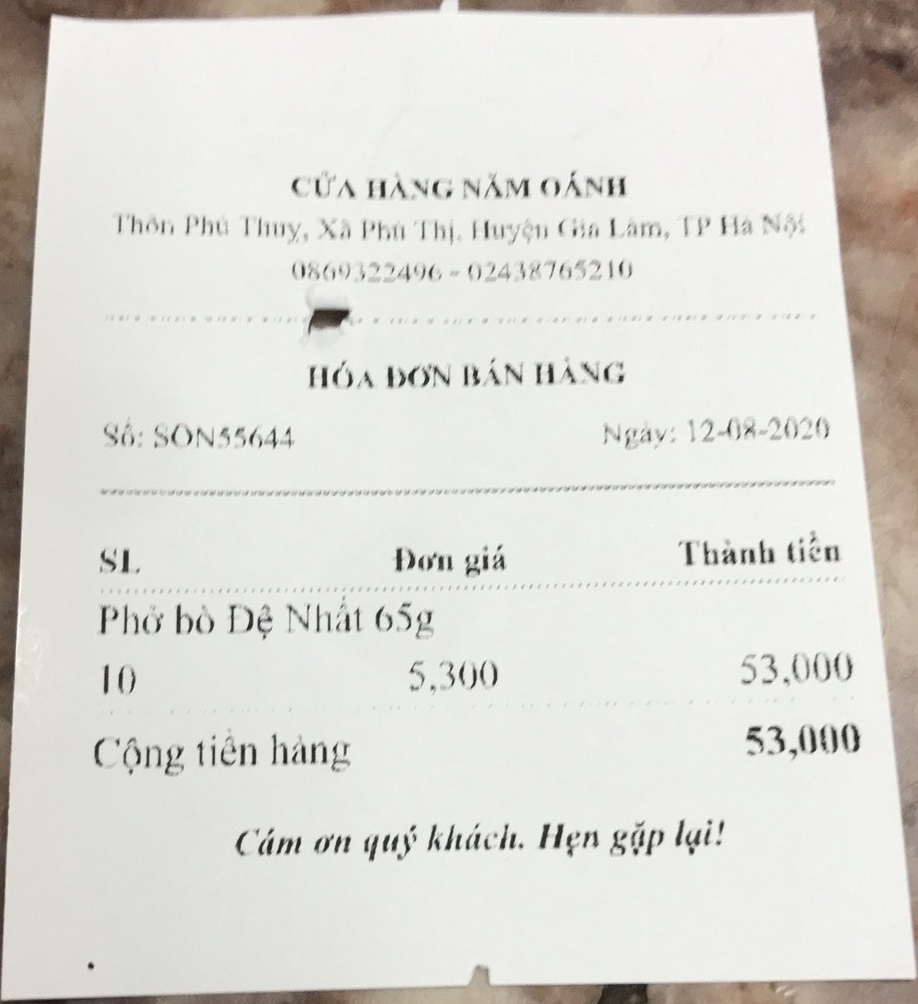 CỬA HÀNG NĂM OÁNH
Thôn Phú Thuỵ, Xã Phú Thị, Huyện Gia Lâm, TP Hà Nội
0869322496 - 02438765210
HÓA ĐƠN BÁN HÀNG
Số: SON55644 Ngày: 12-08-2020
SL Đơn giá Thành tiền
Phở bò Đệ Nhất 65g
10 5,300 53,000
Cộng tiền hàng 53,000
Cám ơn quý khách. Hẹn gặp lại!